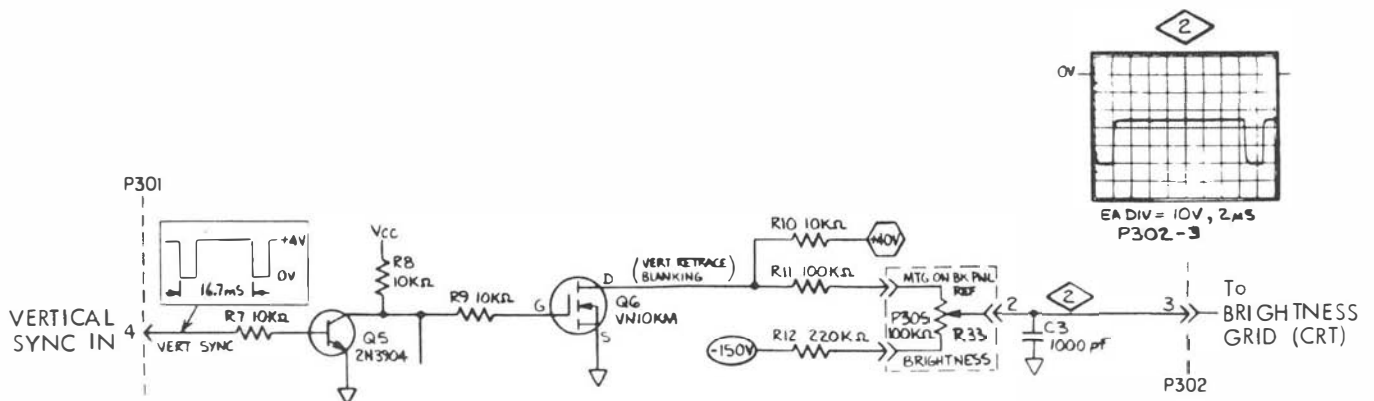 2
0V
EA DIV = 10V, 2MS
P302-3
P301
+4V
0V
16.7mS
VERTICAL
SYNC IN
4
VERT SYNC
R7 10KΩ
Q5
2N3904
Vcc
R8
10KΩ
R9 10KΩ
G
D
S
Q6
VN10KM
(VERT RETRACE)
BLANKING
R10 10KΩ
+40V
R11 100KΩ
-150V
R12 220KΩ
MTG ON BK PNL
REF
P305
100KΩ
R33
BRIGHTNESS
2
2
C3
1000 pf
3
P302
To
BRIGHTNESS
GRID (CRT)